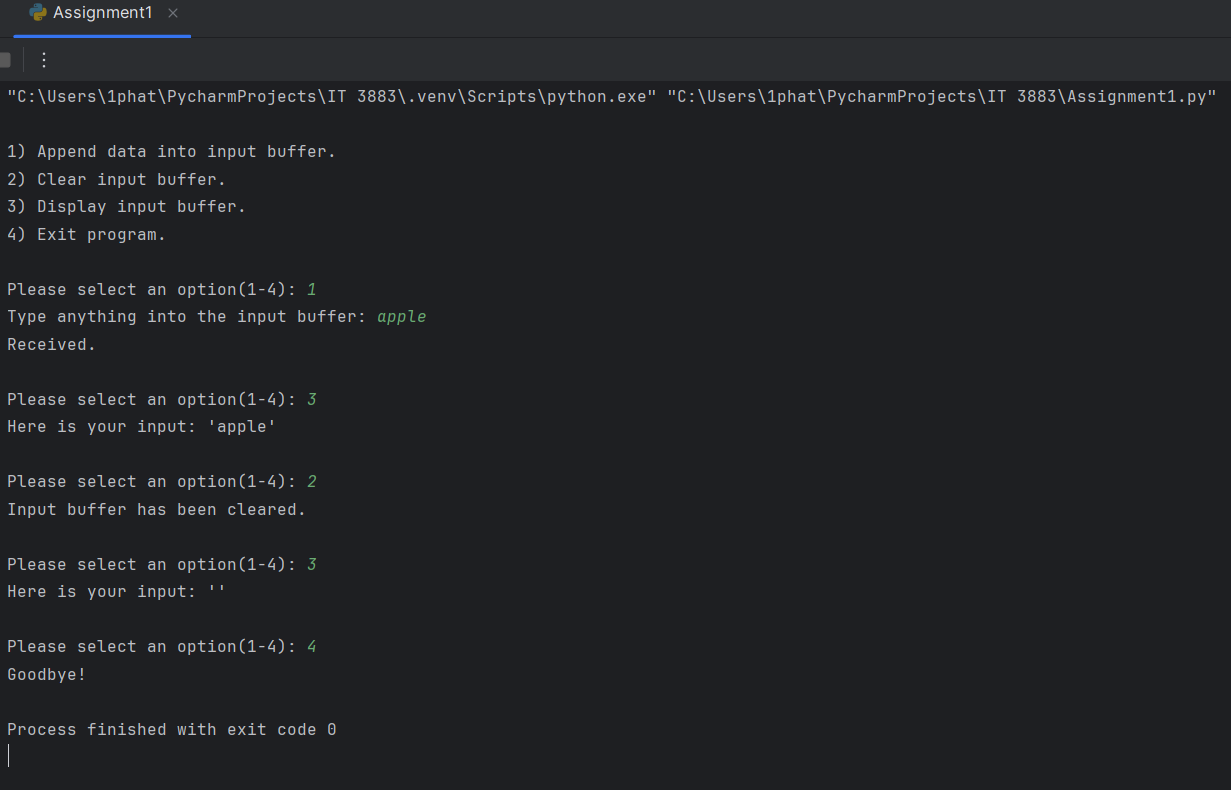 Assignment1
"C:\Users\1phat\PycharmProjects\IT 3883\.venv\Scripts\python.exe" "C:\Users\1phat\PycharmProjects\IT 3883\Assignment1.py"
1) Append data into input buffer.
2) Clear input buffer.
3) Display input buffer.
4) Exit program.
Please select an option(1-4): 1
Type anything into the input buffer: apple
Received.
Please select an option(1-4): 3
Here is your input: 'apple'
Please select an option(1-4): 2
Input buffer has been cleared.
Please select an option(1-4): 3
Here is your input: ''
Please select an option(1-4): 4
Goodbye!
Process finished with exit code 0